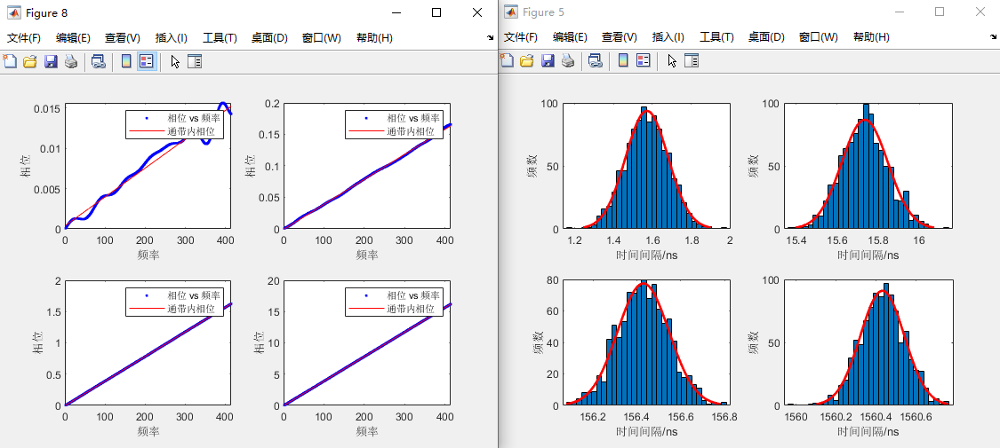 Figure 8
文件(F) 编辑(E) 查看(V) 插入(I) 工具(T) 桌面(D) 窗口(W) 帮助(H)
0.015
0.01
0.005
0
相位
相位 vs 频率
通带内相位
0 100 200 300 400
频率
0.2
0.15
0.1
0.05
0
相位
相位 vs 频率
通带内相位
0 100 200 300 400
频率
2
1.5
1
0.5
0
相位
相位 vs 频率
通带内相位
0 100 200 300 400
频率
20
15
10
5
0
相位
相位 vs 频率
通带内相位
0 100 200 300 400
频率
Figure 5
文件(F) 编辑(E) 查看(V) 插入(I) 工具(T) 桌面(D) 窗口(W) 帮助(H)
100
50
0
频数
1.2 1.4 1.6 1.8 2
时间间隔/ns
100
50
0
频数
15.4 15.6 15.8 16
时间间隔/ns
80
60
40
20
0
频数
156.2 156.4 156.6 156.8
时间间隔/ns
100
50
0
频数
1560 1560.2 1560.4 1560.6
时间间隔/ns